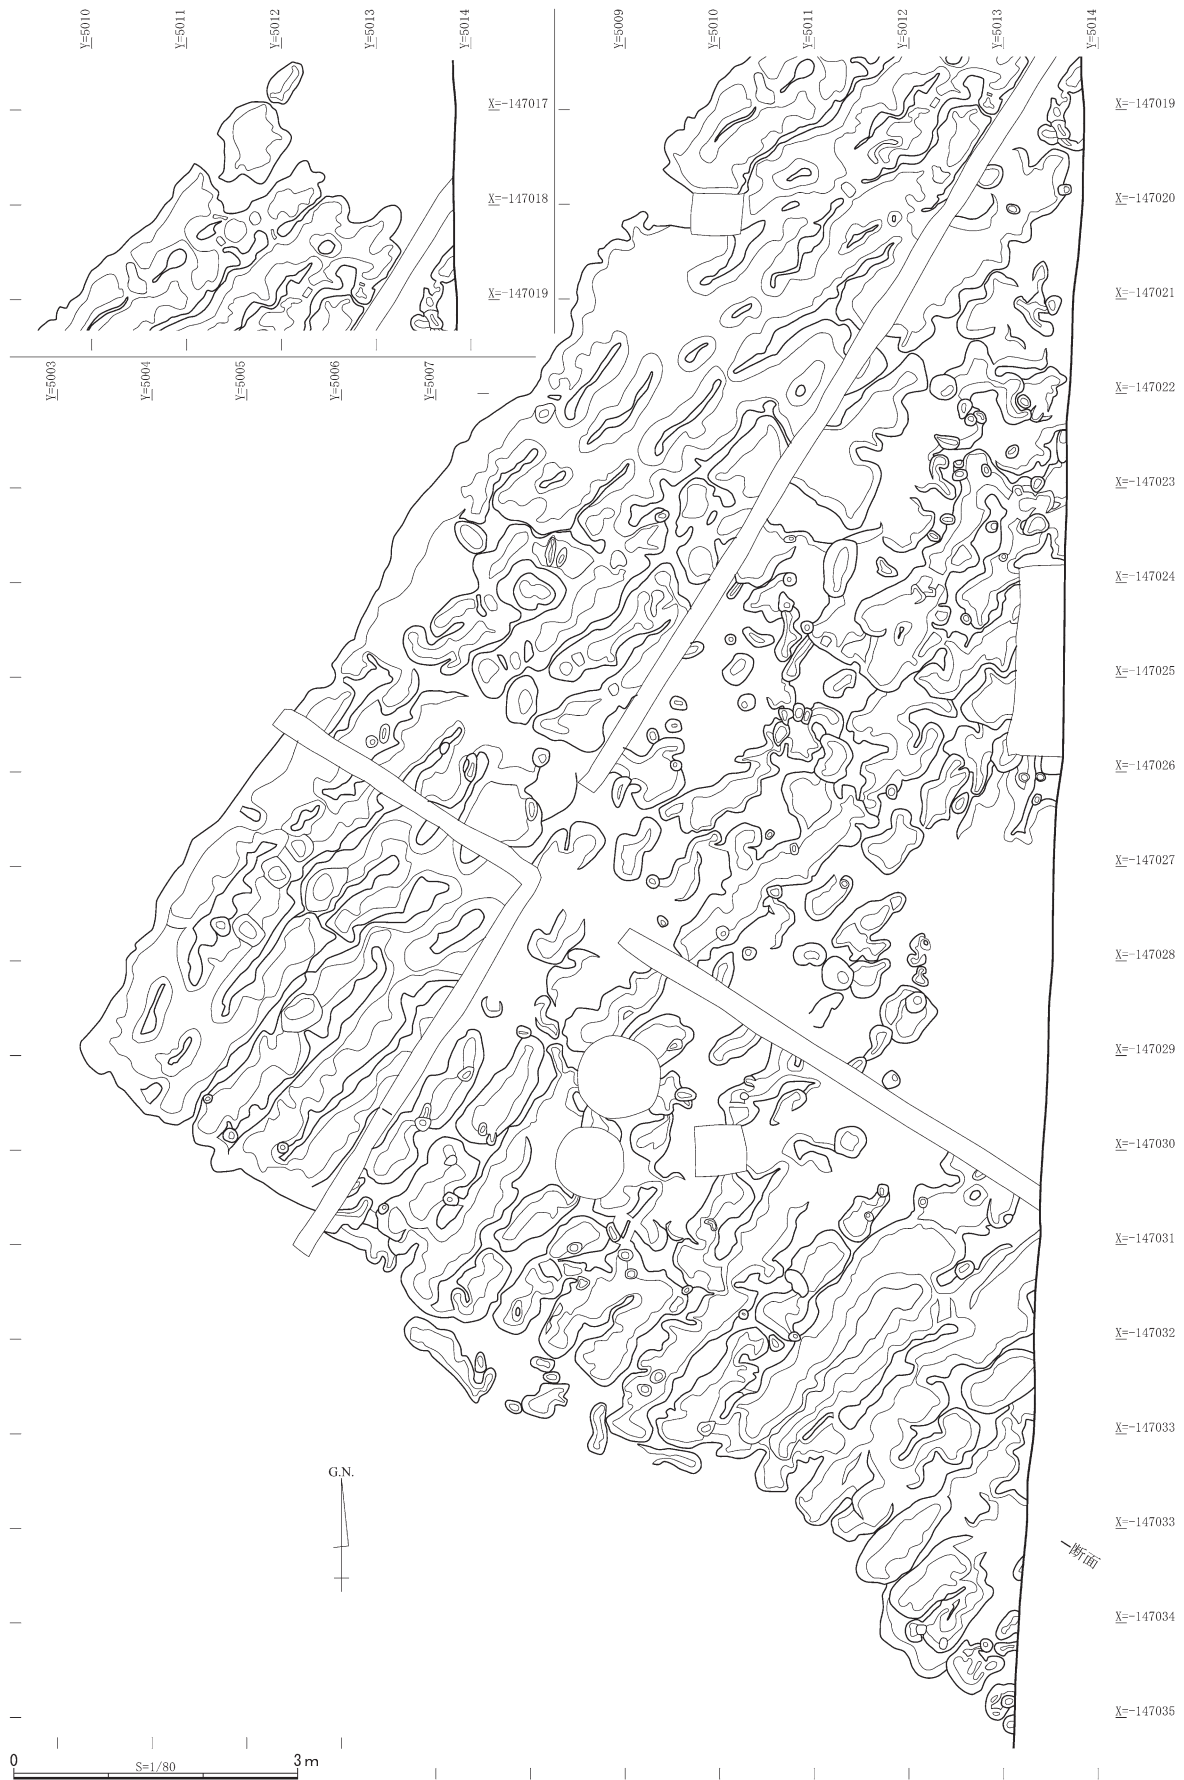 Y=5010
Y=5011
Y=5012
Y=5013
Y=5014
Y=5009
Y=5010
Y=5011
Y=5012
Y=5013
Y=5014
X=-147017
X=-147018
X=-147019
X=-147019
X=-147020
X=-147021
X=-147022
X=-147023
X=-147024
X=-147025
X=-147026
X=-147027
X=-147028
X=-147029
X=-147030
X=-147031
X=-147032
X=-147033
X=-147033
X=-147034
X=-147035
Y=5003
Y=5004
Y=5005
Y=5006
Y=5007
G.N.
断面
0
3m
S=1/80